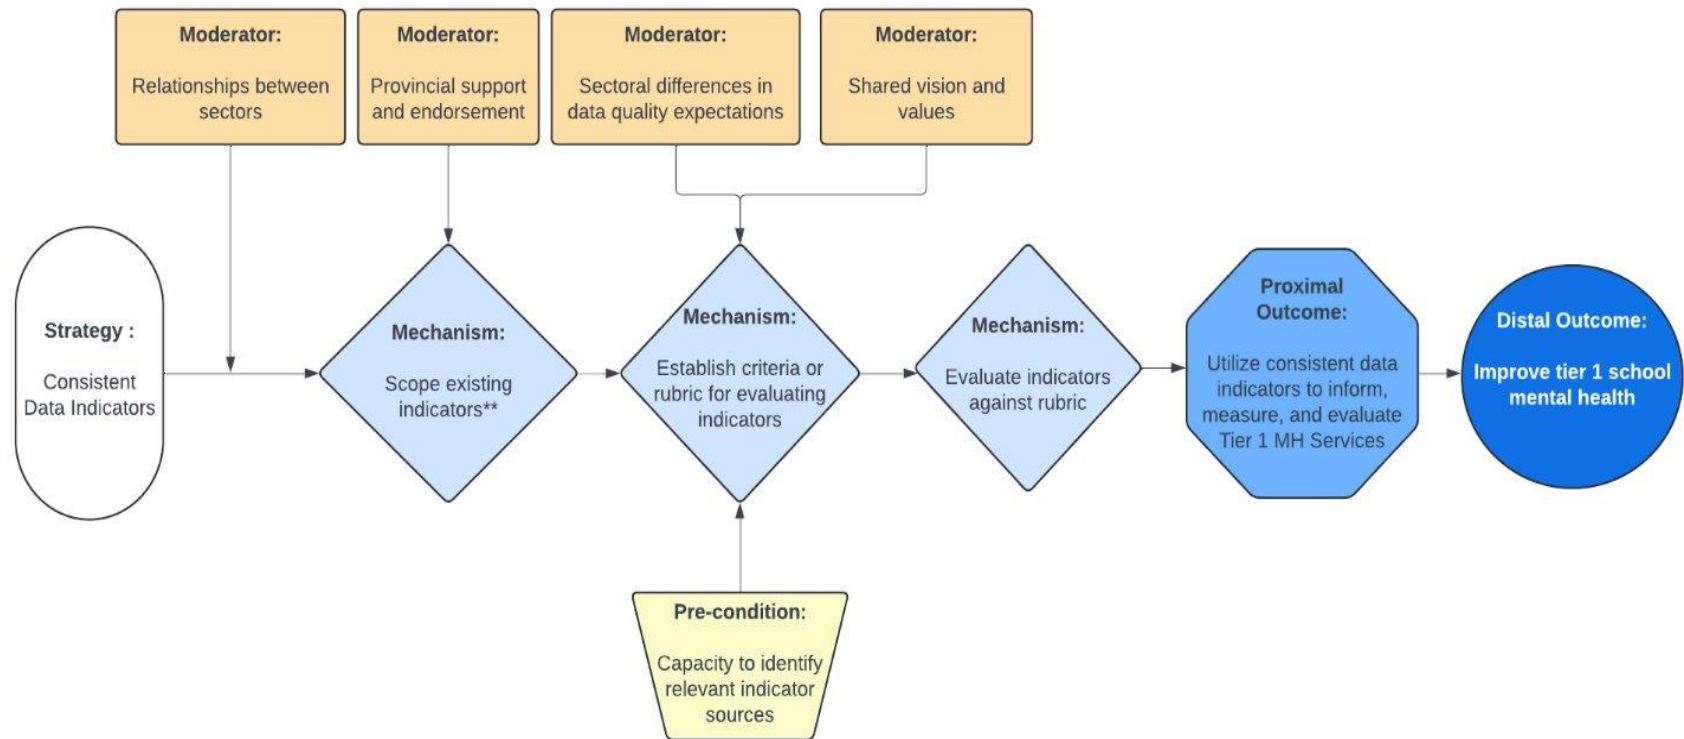 Moderator:
Relationships between
sectors
Moderator:
Provincial support
and endorsement
Moderator:
Sectoral differences in
data quality expectations
Moderator:
Shared vision and
values
Strategy :
Consistent
Data Indicators
Mechanism:
Scope existing
indicators**
Mechanism:
Establish criteria or
rubric for evaluating
indicators
Mechanism:
Evaluate indicators
against rubric
Proximal
Outcome:
Utilize consistent data
indicators to inform,
measure, and evaluate
Tier 1 MH Services
Distal Outcome:
Improve tier 1 school
mental health
Pre-condition:
Capacity to identify
relevant indicator
sources